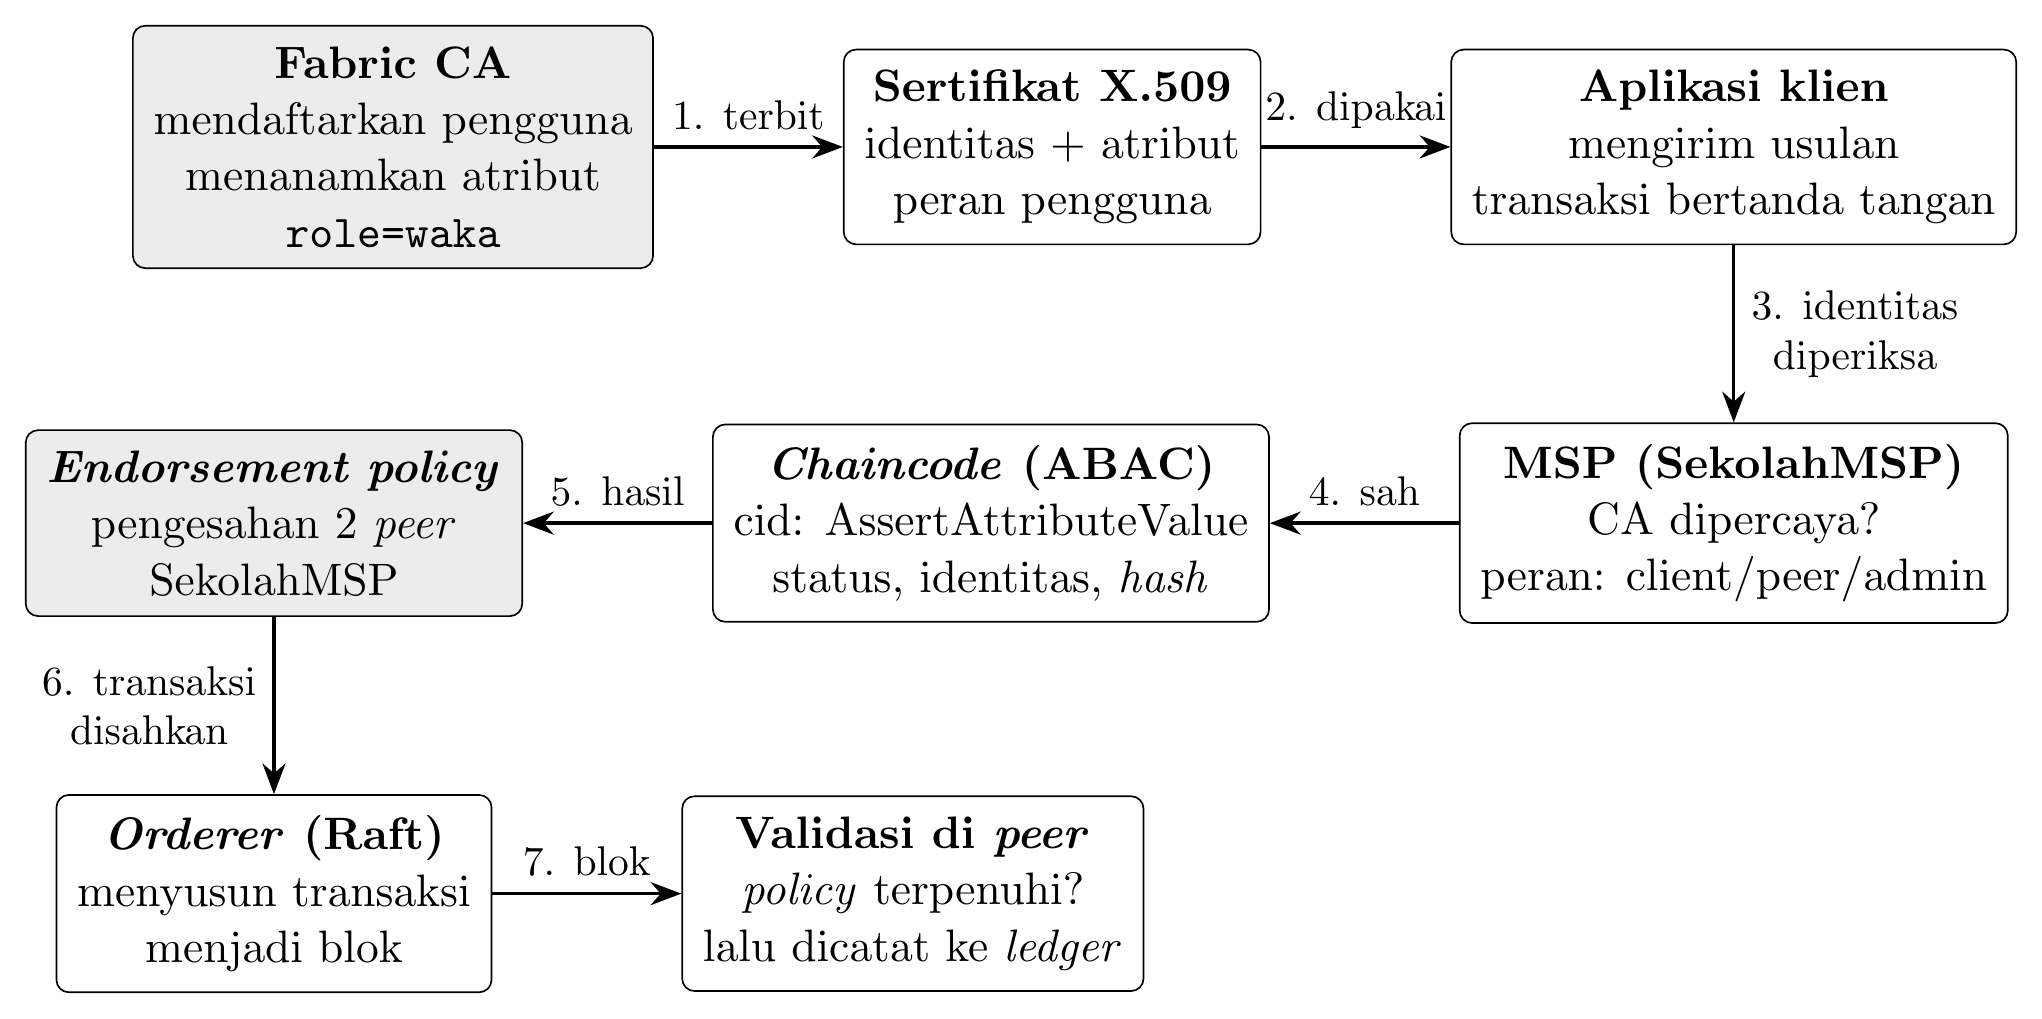 Fabric CA
mendaftarkan pengguna
menanamkan atribut
role=waka
1. terbit
Sertifikat X.509
identitas + atribut
peran pengguna
2. dipakai
Aplikasi klien
mengirim usulan
transaksi bertanda tangan
3. identitas
diperiksa
MSP (SekolahMSP)
CA dipercaya?
peran: client/peer/admin
4. sah
Chaincode (ABAC)
cid: AssertAttributeValue
status, identitas, hash
5. hasil
Endorsement policy
pengesahan 2 peer
SekolahMSP
6. transaksi
disahkan
Orderer (Raft)
menyusun transaksi
menjadi blok
7. blok
Validasi di peer
policy terpenuhi?
lalu dicatat ke ledger